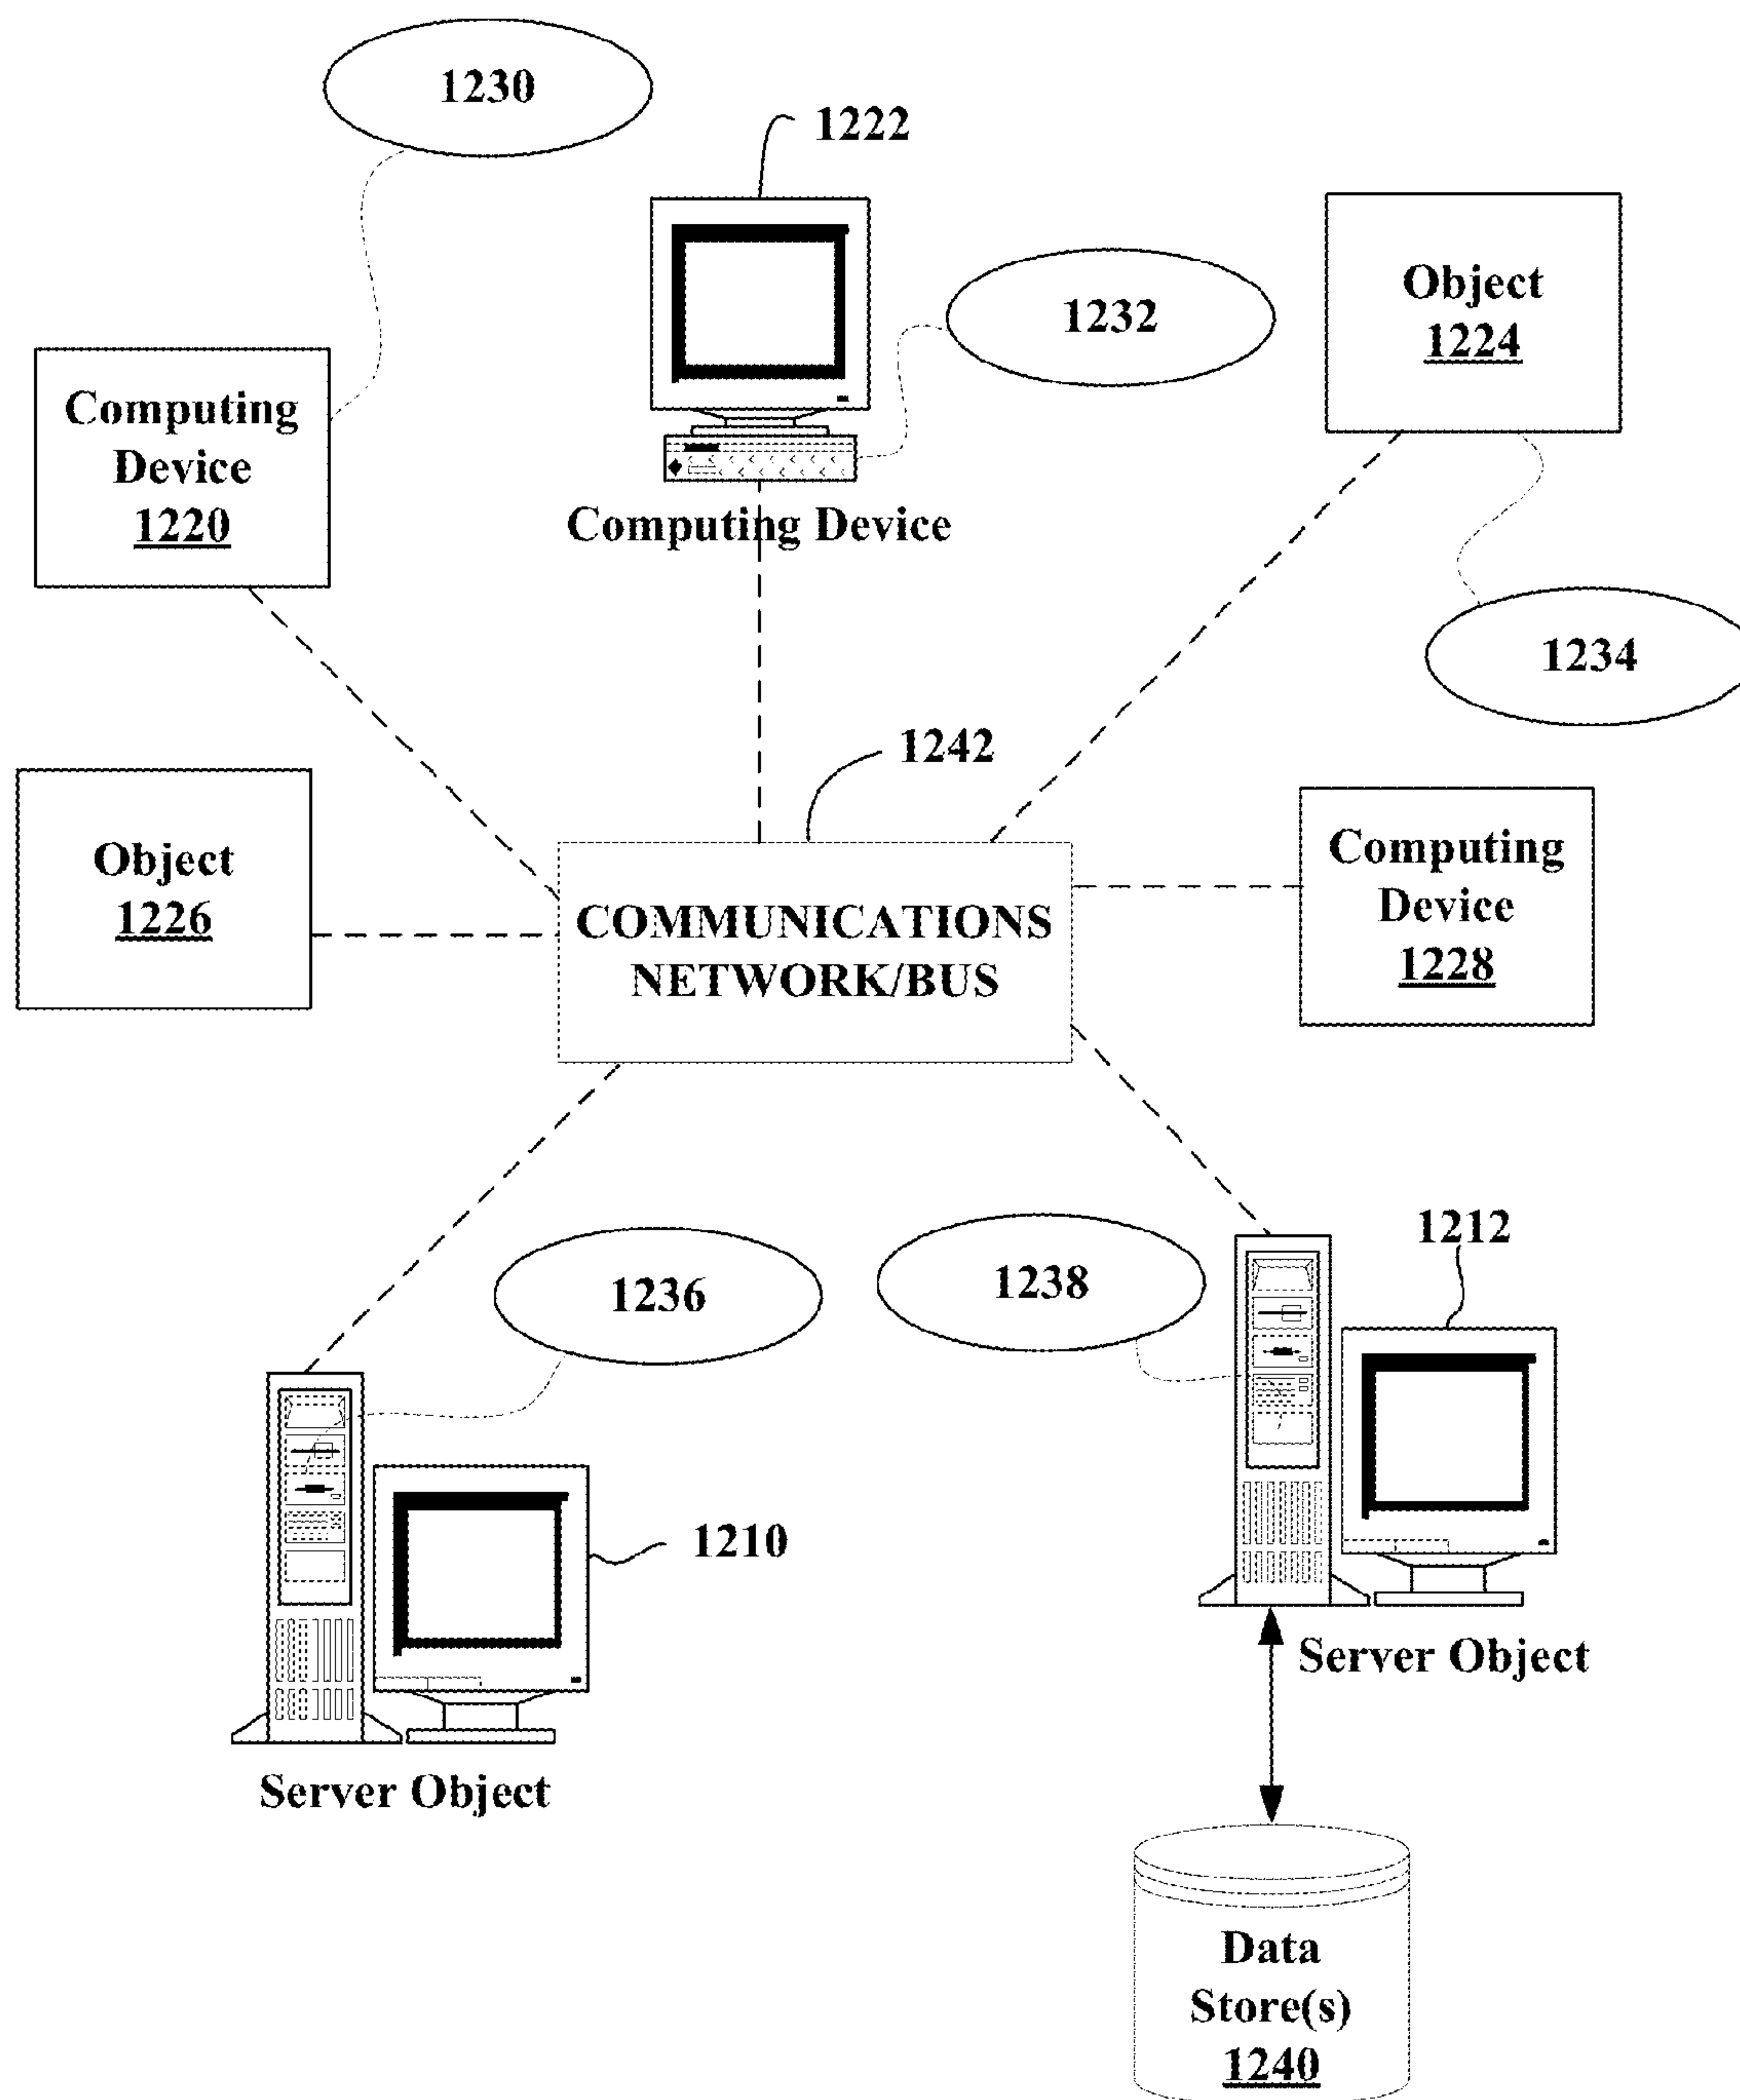 1230
1222
1232
Object
1224
Computing
Device
1220
Computing Device
1234
1242
Object
1226
COMMUNICATIONS
NETWORK/BUS
Computing
Device
1228
1236
1238
1212
1210
Server Object
Server Object
Data
Store(s)
1240